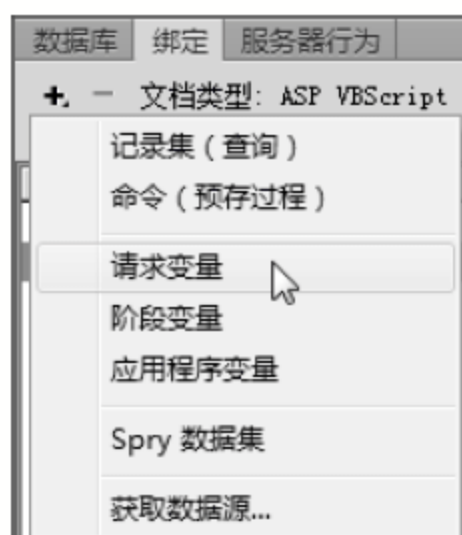 数据库 绑定 服务器行为
+ − 文档类型: ASP VBScript
记录集 ( 查询 )
命令 ( 预存过程 )
请求变量
阶段变量
应用程序变量
Spry 数据集
获取数据源...